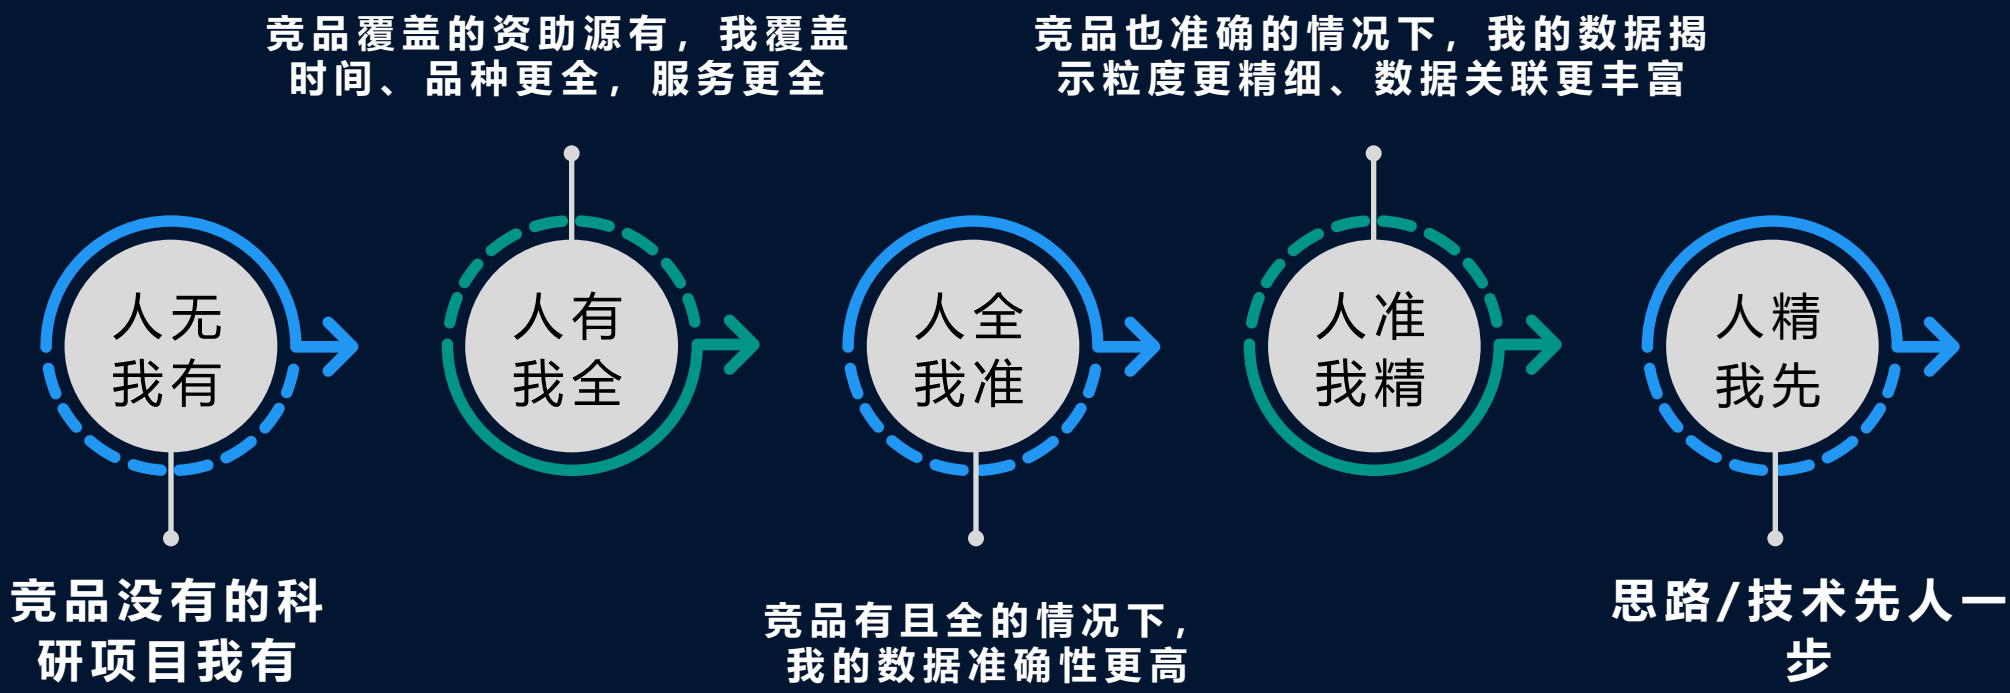 竞品覆盖的资助源有，我覆盖
时间、品种更全，服务更全
竞品也准确的情况下，我的数据揭
示粒度更精细、数据关联更丰富
人无
我有
人有
我全
人全
我准
人准
我精
人精
我先
竞品没有的科
研项目我有
竞品有且全的情况下，
我的数据准确性更高
思路/技术先人一
步